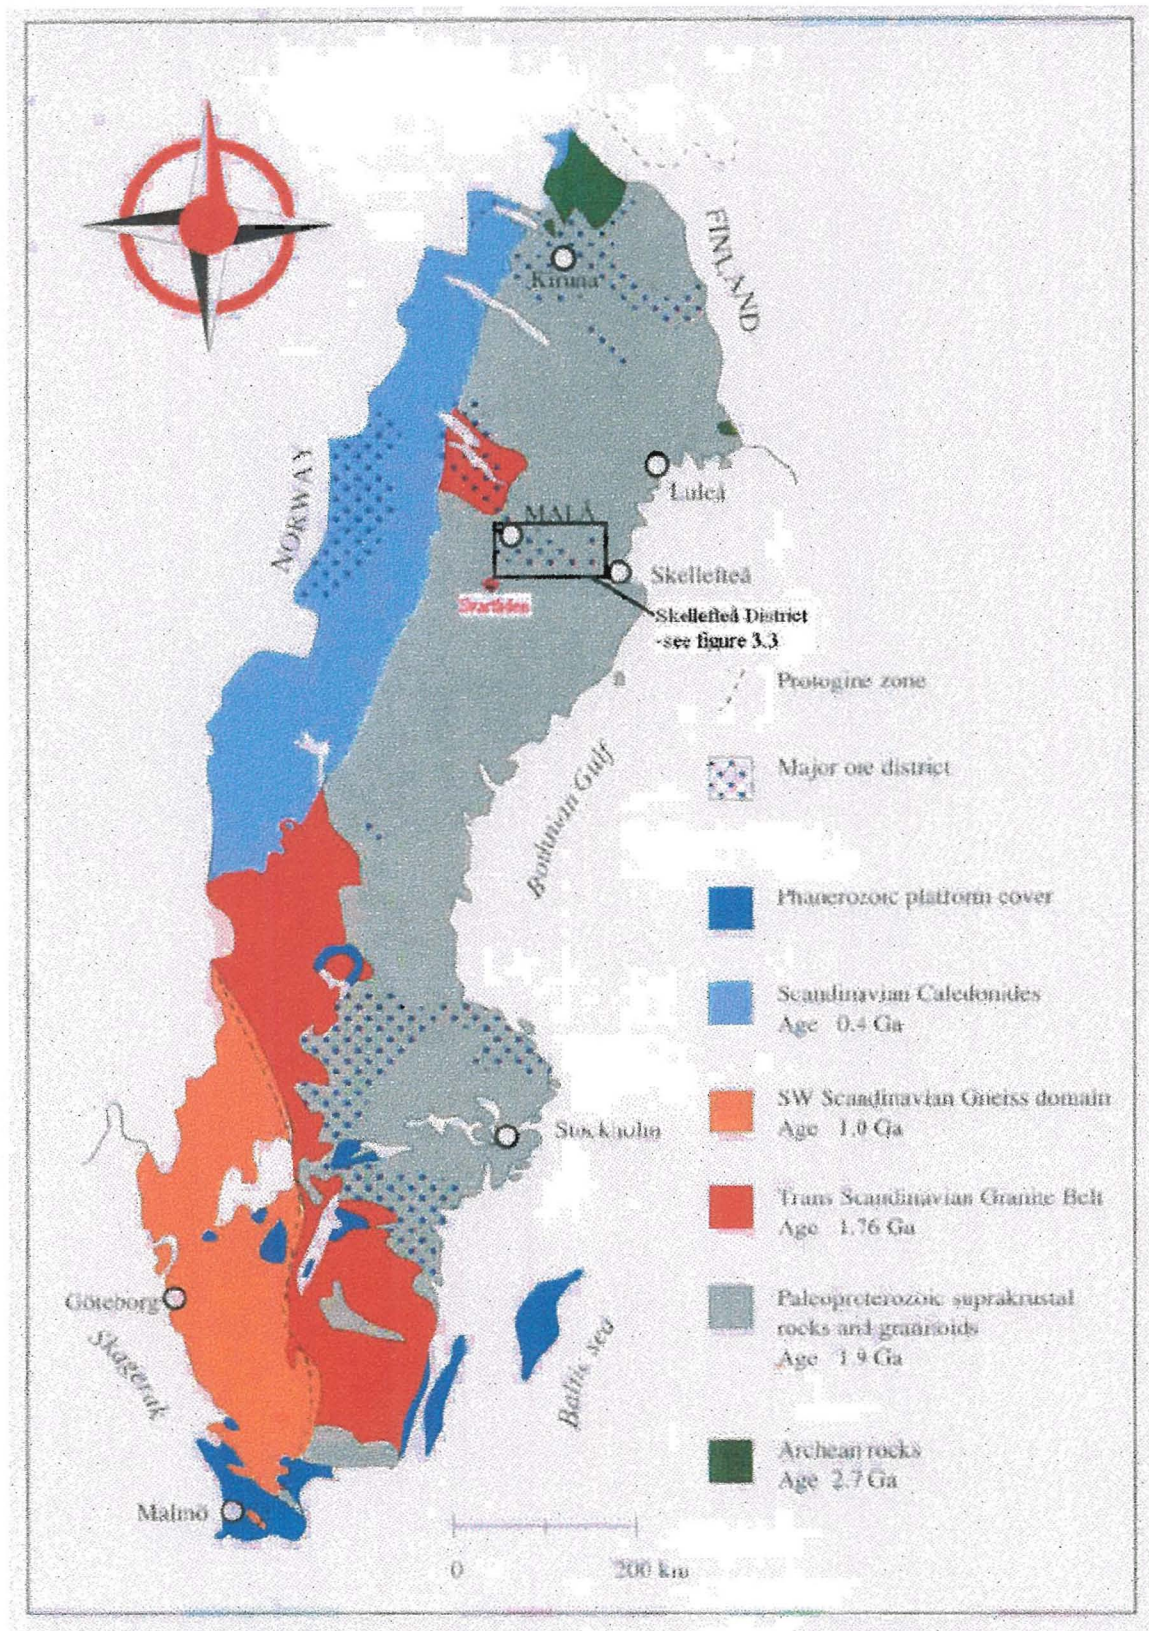 FINLAND
Kiruna
NORWAY
Luleå
MALÅ
Skellefteå
Svartliden
Skellefteå District
-see figure 3.3
Protogine zone
Major ore district
Bothnian Gulf
Phanerozoic platform cover
Scandinavian Caledonides
Age 0.4 Ga
SW Scandinavian Gneiss domain
Age 1.0 Ga
Stockholm
Trans Scandinavian Granite Belt
Age 1.76 Ga
Göteborg
Skagerak
Baltic sea
Paleoproterozoic suprakrustal
rocks and granitoids
Age 1.9 Ga
Archean rocks
Age 2.7 Ga
Malmö
0 200 km